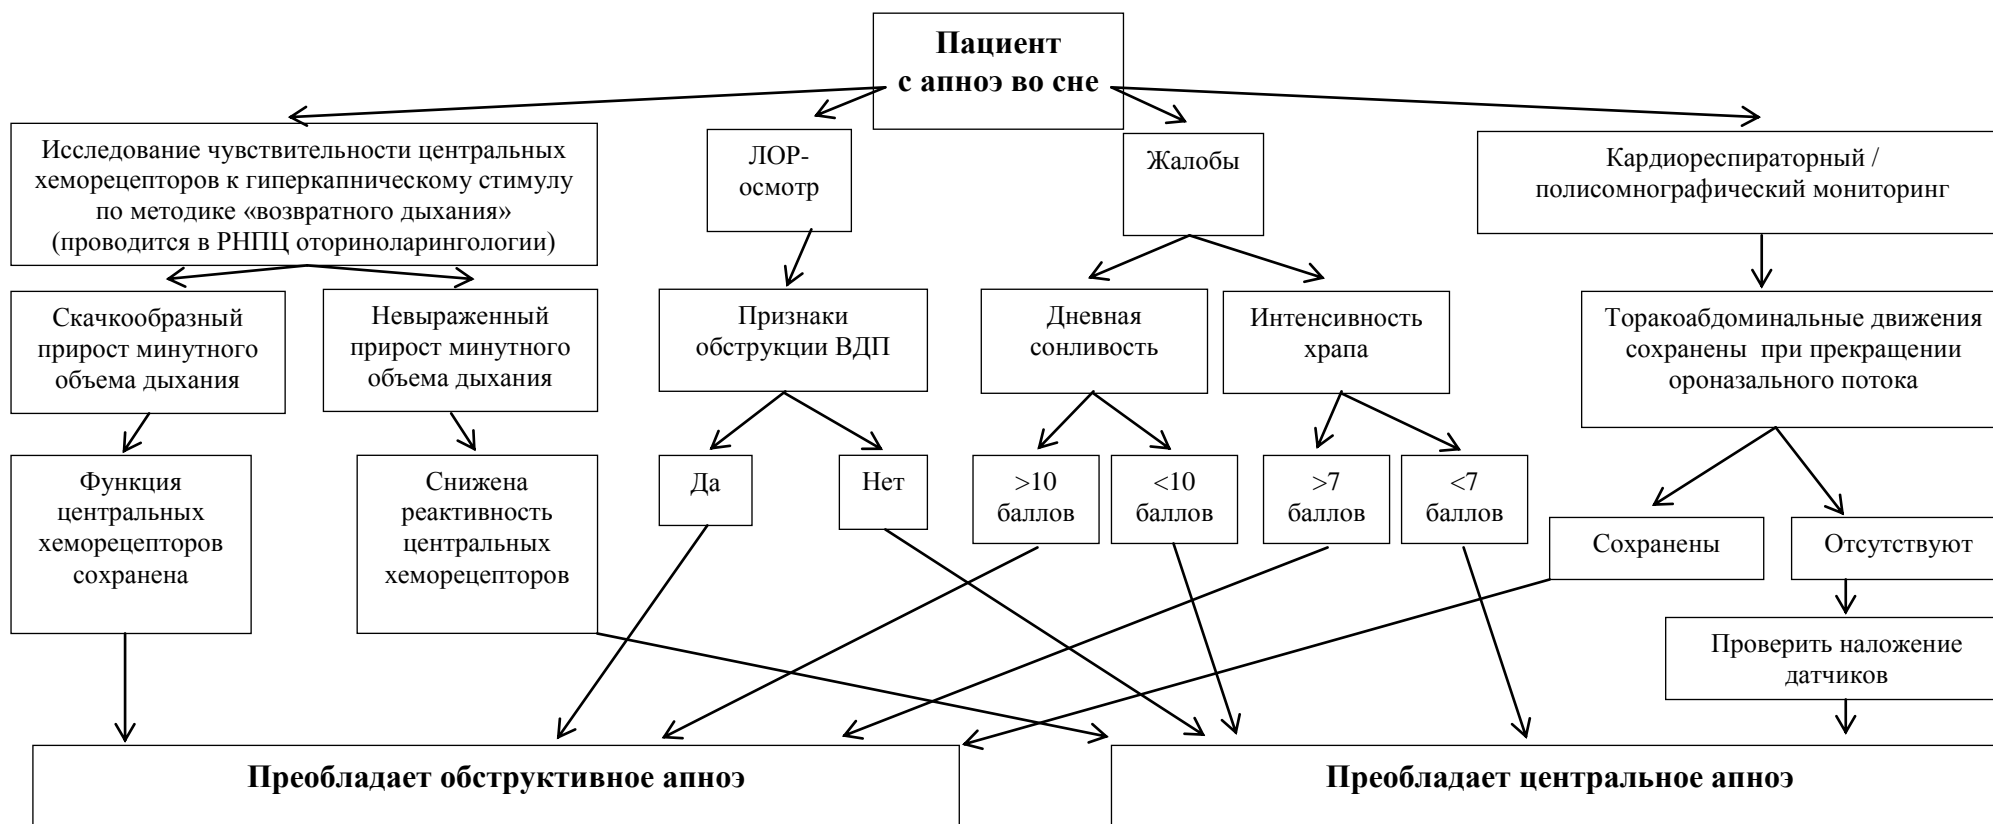 Пациент
с апноэ во сне
Исследование чувствительности центральных
хеморецепторов к гиперкапническому стимулу
по методике «возвратного дыхания»
(проводится в РНПЦ оториноларингологии)
ЛОР-
осмотр
Жалобы
Кардиореспираторный /
полисомнографический мониторинг
Скачкообразный
прирост минутного
объема дыхания
Невыраженный
прирост минутного
объема дыхания
Признаки
обструкции ВДП
Дневная
сонливость
Интенсивность
храпа
Торакоабдоминальные движения
сохранены при прекращении
ороназального потока
Функция
центральных
хеморецепторов
сохранена
Снижена
реактивность
центральных
хеморецепторов
Да
Нет
>10
баллов
<10
баллов
>7
баллов
<7
баллов
Сохранены
Отсутствуют
Проверить наложение
датчиков
Преобладает обструктивное апноэ
Преобладает центральное апноэ